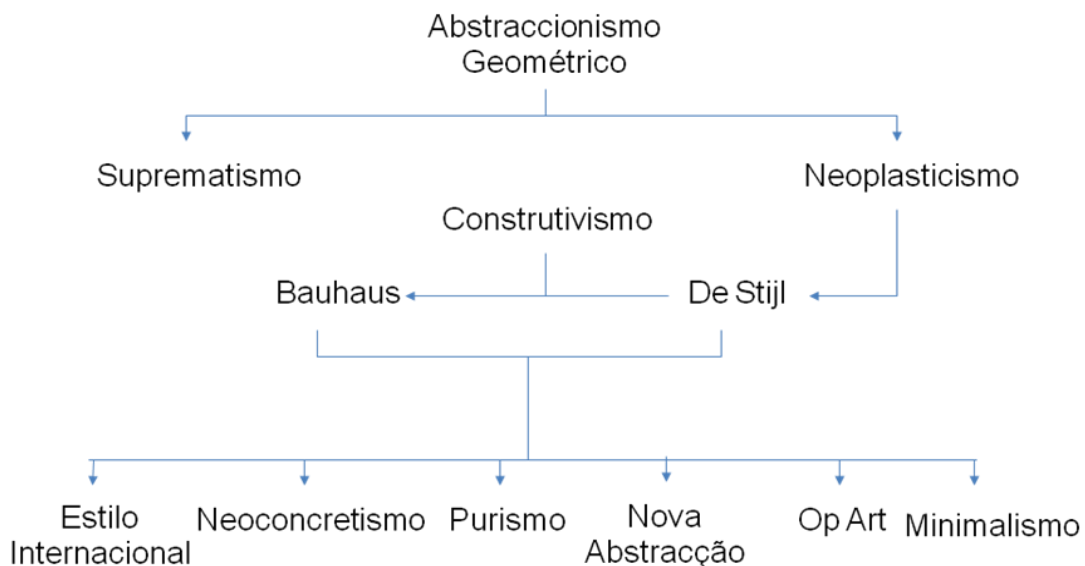 Abstraccionismo
Geométrico
Suprematismo
Neoplasticismo
Construtivismo
Bauhaus
De Stijl
Estilo
Internacional
Neoconcretismo
Purismo
Nova
Abstracção
Op Art
Minimalismo